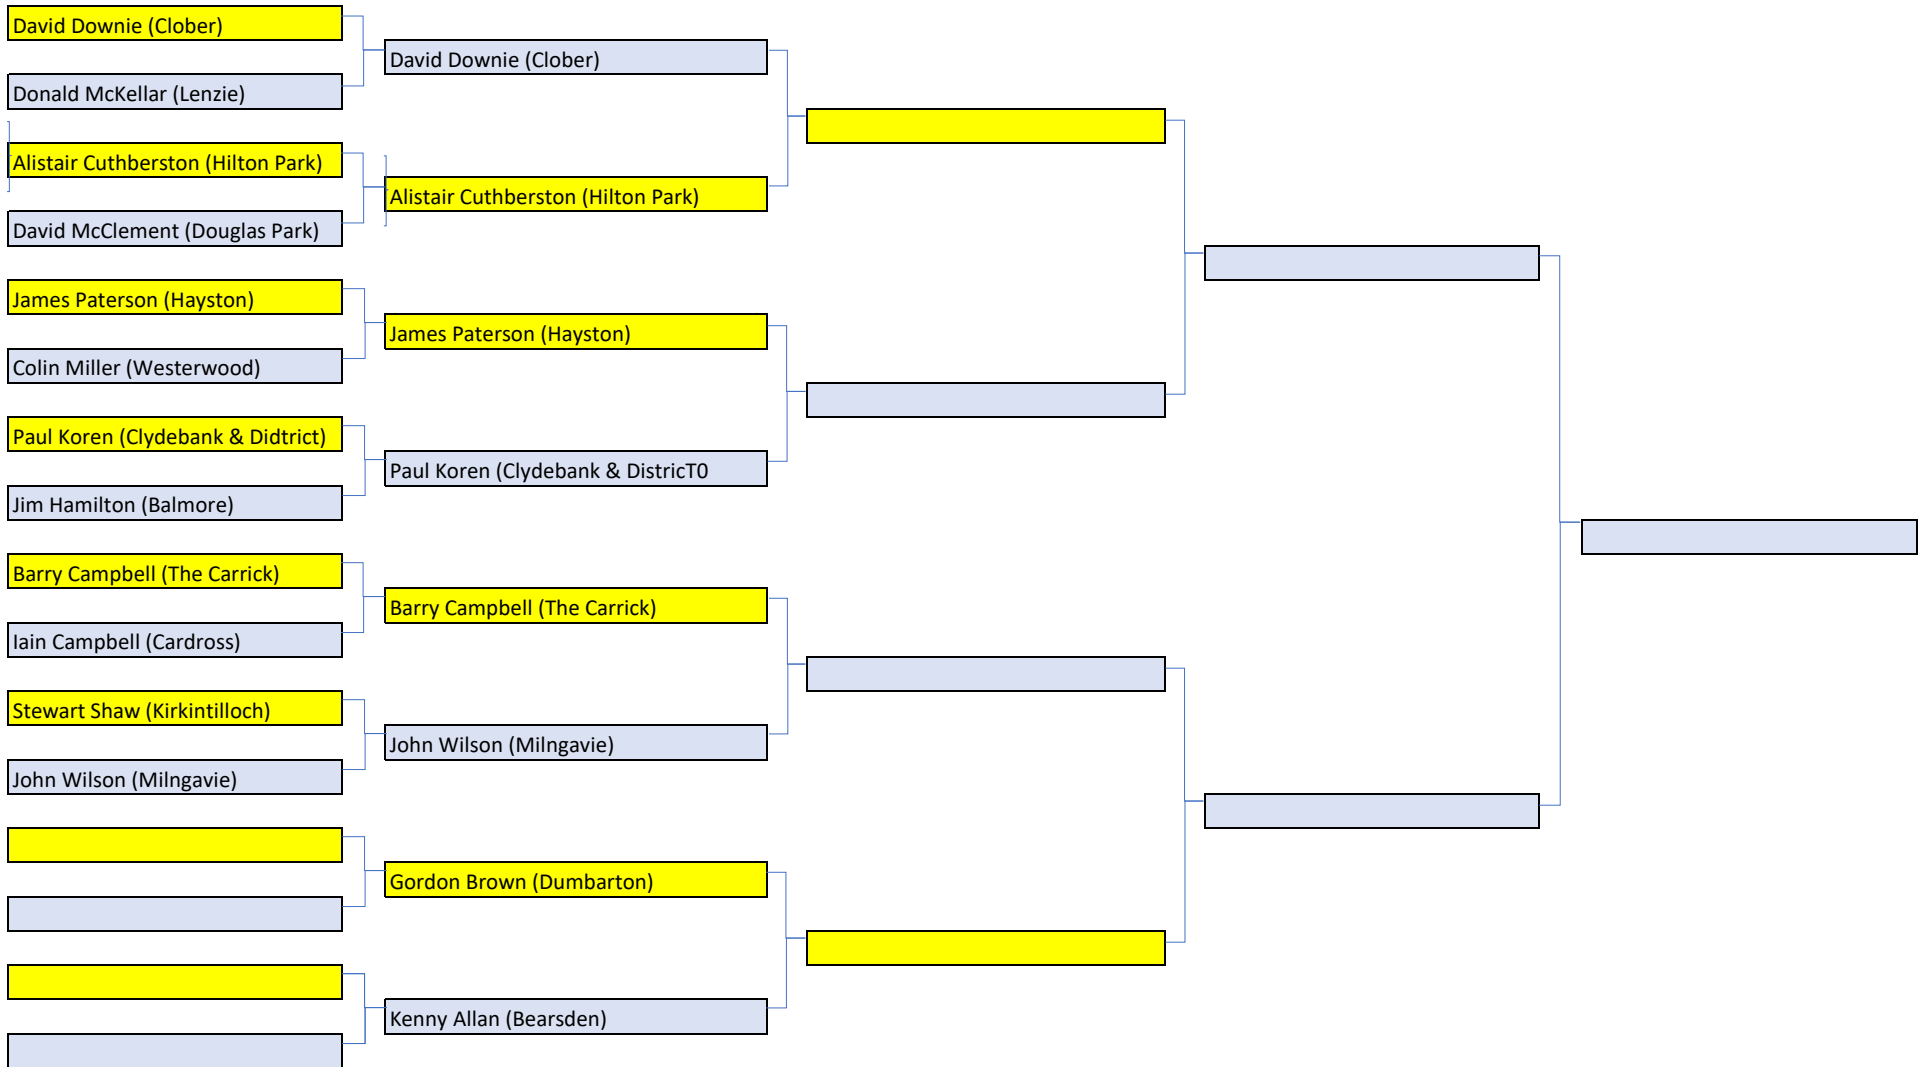 David Downie (Clober)
Donald McKellar (Lenzie)
Alistair Cuthberston (Hilton Park)
David McClement (Douglas Park)
James Paterson (Hayston)
Colin Miller (Westerwood)
Paul Koren (Clydebank & Didtrict)
Jim Hamilton (Balmore)
Barry Campbell (The Carrick)
Iain Campbell (Cardross)
Stewart Shaw (Kirkintilloch)
John Wilson (Milngavie)
David Downie (Clober)
Alistair Cuthberston (Hilton Park)
James Paterson (Hayston)
Paul Koren (Clydebank & DistricT0
Barry Campbell (The Carrick)
John Wilson (Milngavie)
Gordon Brown (Dumbarton)
Kenny Allan (Bearsden)